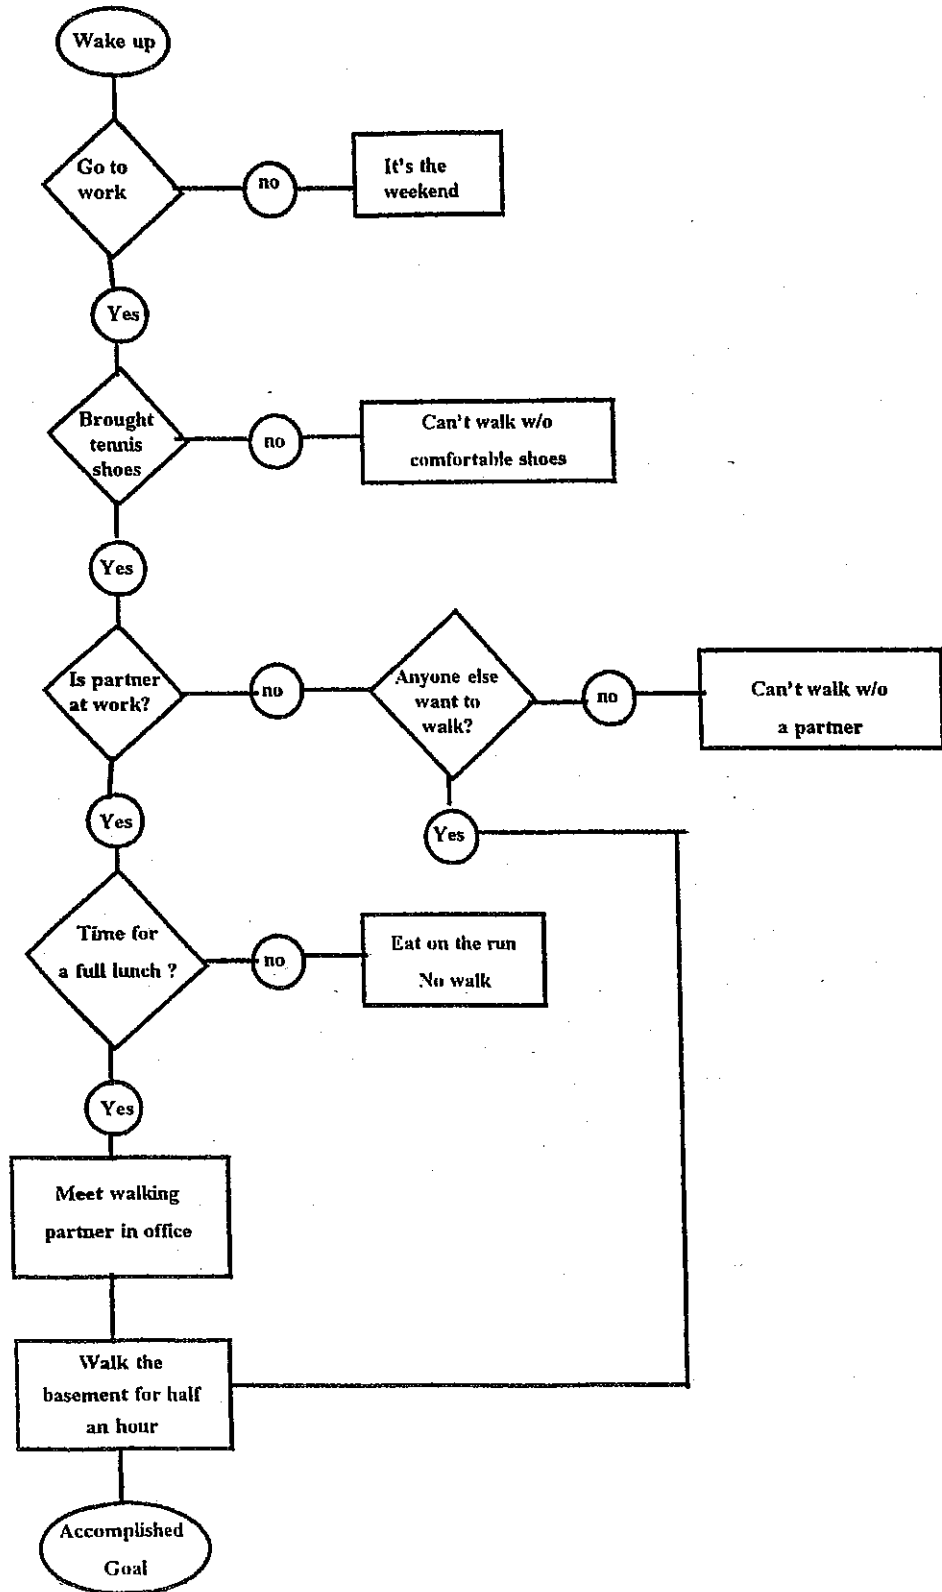 Wake up
Go to
work
no
It's the
weekend
Yes
Brought
tennis
shoes
no
Can't walk w/o
comfortable shoes
Yes
Is partner
at work?
no
Anyone else
want to
walk?
no
Can't walk w/o
a partner
Yes
Yes
Time for
a full lunch ?
no
Eat on the run
No walk
Yes
Meet walking
partner in office
Walk the
basement for half
an hour
Accomplished
Goal